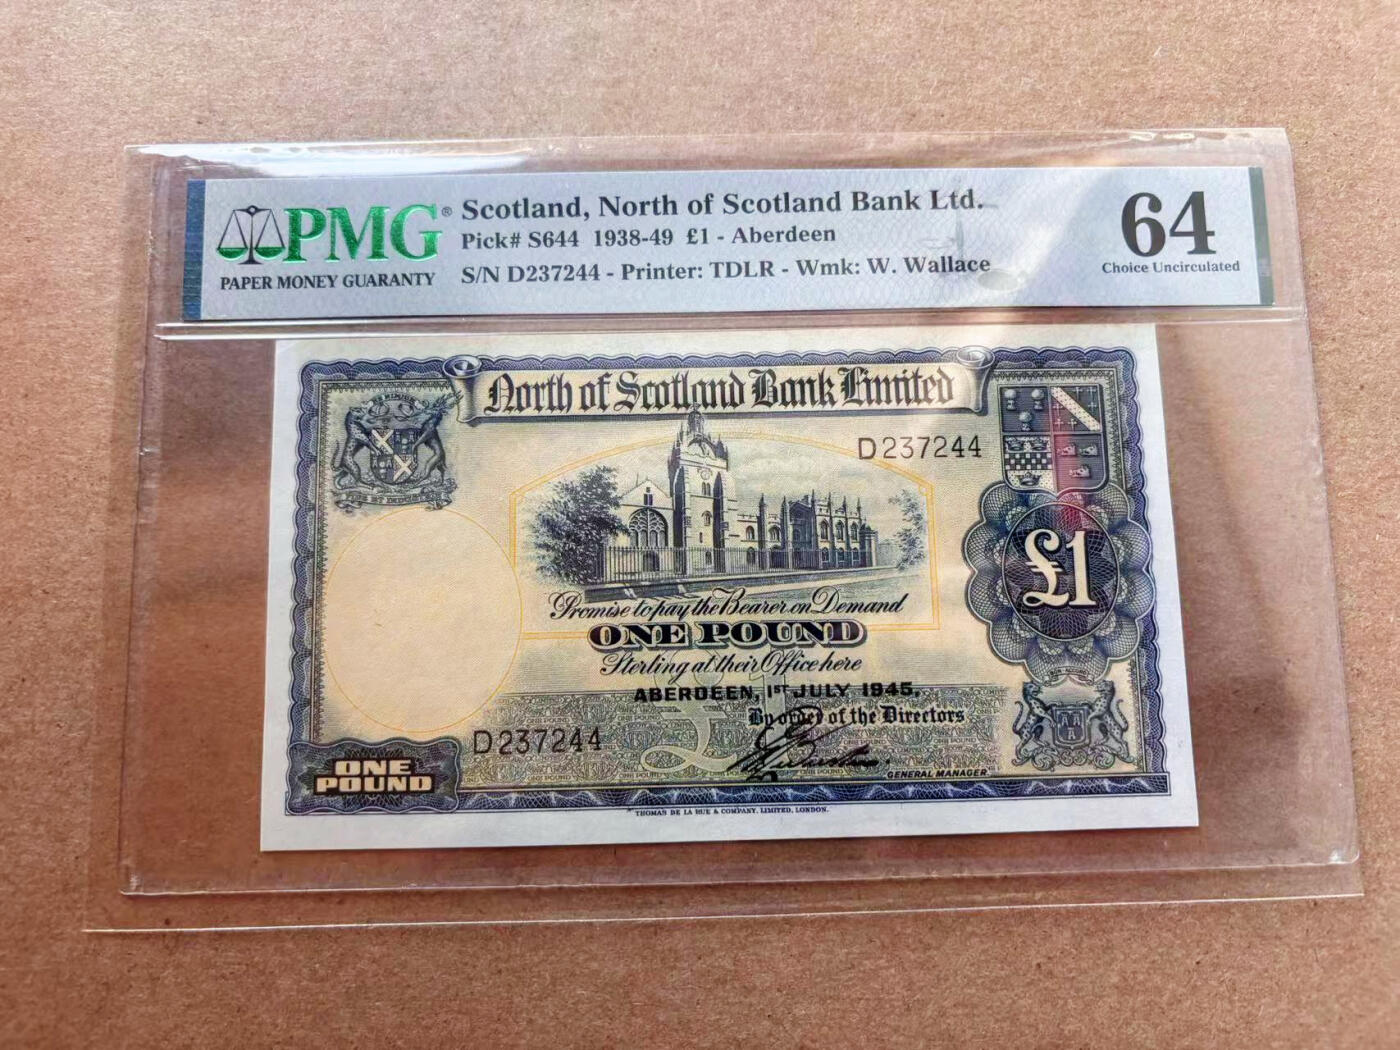 PMG®
PAPER MONEY GUARANTY
Scotland, North of Scotland Bank Ltd.
Pick# S644 1938-49 £1 - Aberdeen
S/N D237244 - Printer: TDLR - Wmk: W. Wallace
64
Choice Uncirculated
North of Scotland Bank Limited
D237244
£1
Promise to pay the Bearer on Demand
ONE POUND
Sterling at their Office here
ABERDEEN, 1ST JULY 1945.
By order of the Directors
D237244
GENERAL MANAGER
ONE
POUND
THOMAS DE LA RUE & COMPANY, LIMITED, LONDON.